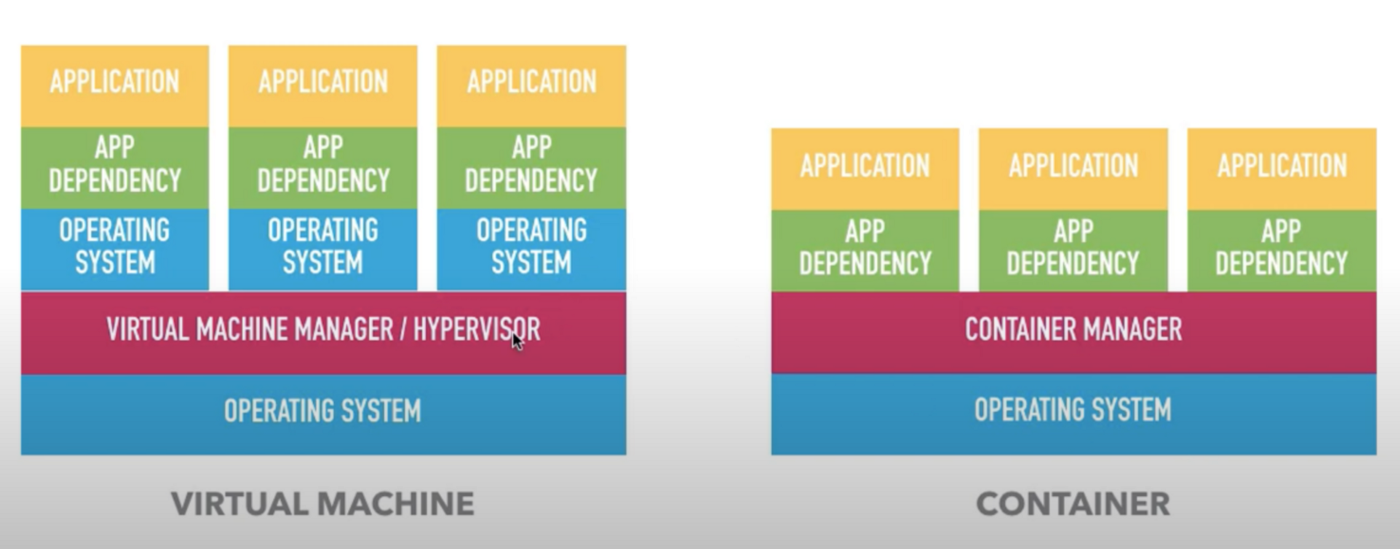 APPLICATION
APP
DEPENDENCY
OPERATING
SYSTEM
APPLICATION
APP
DEPENDENCY
OPERATING
SYSTEM
APPLICATION
APP
DEPENDENCY
OPERATING
SYSTEM
VIRTUAL MACHINE MANAGER / HYPERVISOR
OPERATING SYSTEM
VIRTUAL MACHINE
APPLICATION
APP
DEPENDENCY
APPLICATION
APP
DEPENDENCY
APPLICATION
APP
DEPENDENCY
CONTAINER MANAGER
OPERATING SYSTEM
CONTAINER